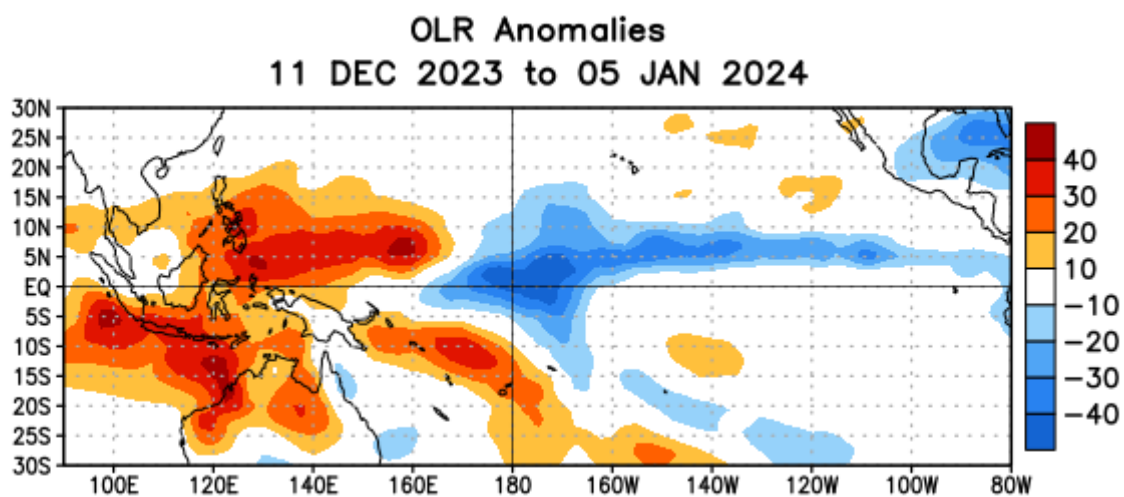 OLR Anomalies
11 DEC 2023 to 05 JAN 2024
30N
25N
20N
15N
10N
5N
EQ
5S
10S
15S
20S
25S
30S
100E 120E 140E 160E 180 160W 140W 120W 100W 80W
40
30
20
10
-10
-20
-30
-40